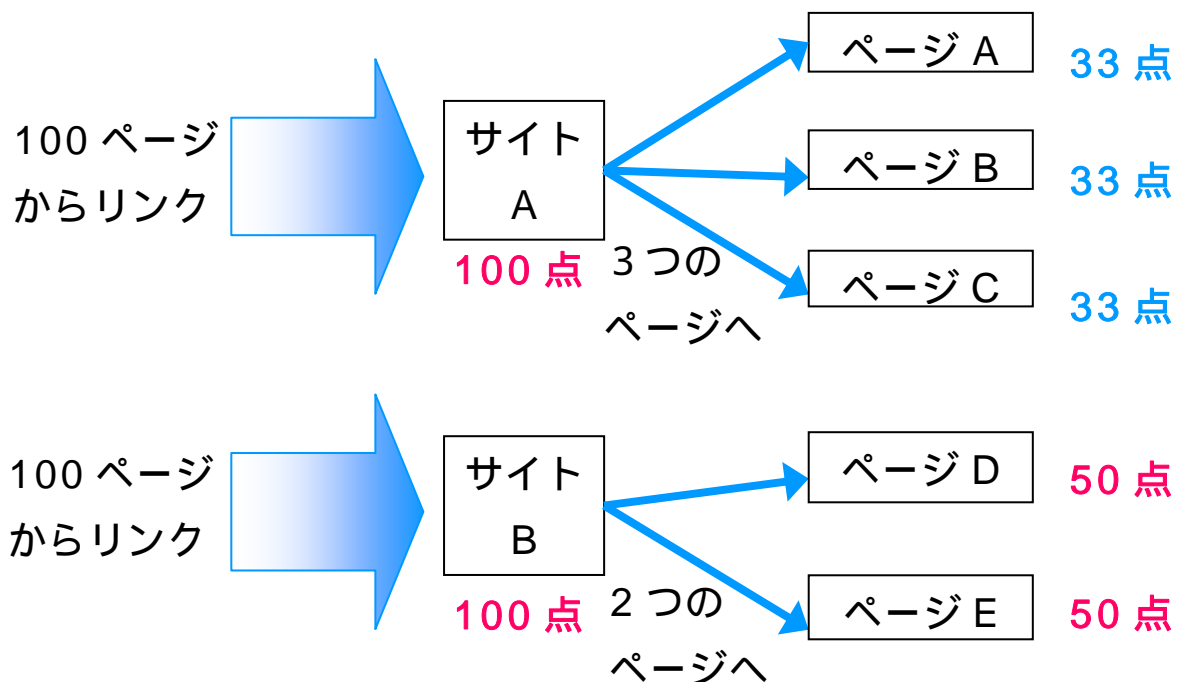 100 ページ
からリンク
サイト
A
100 点
3 つの
ページへ
ページ A
33 点
ページ B
33 点
ページ C
33 点
100 ページ
からリンク
サイト
B
100 点
2 つの
ページへ
ページ D
50 点
ページ E
50 点